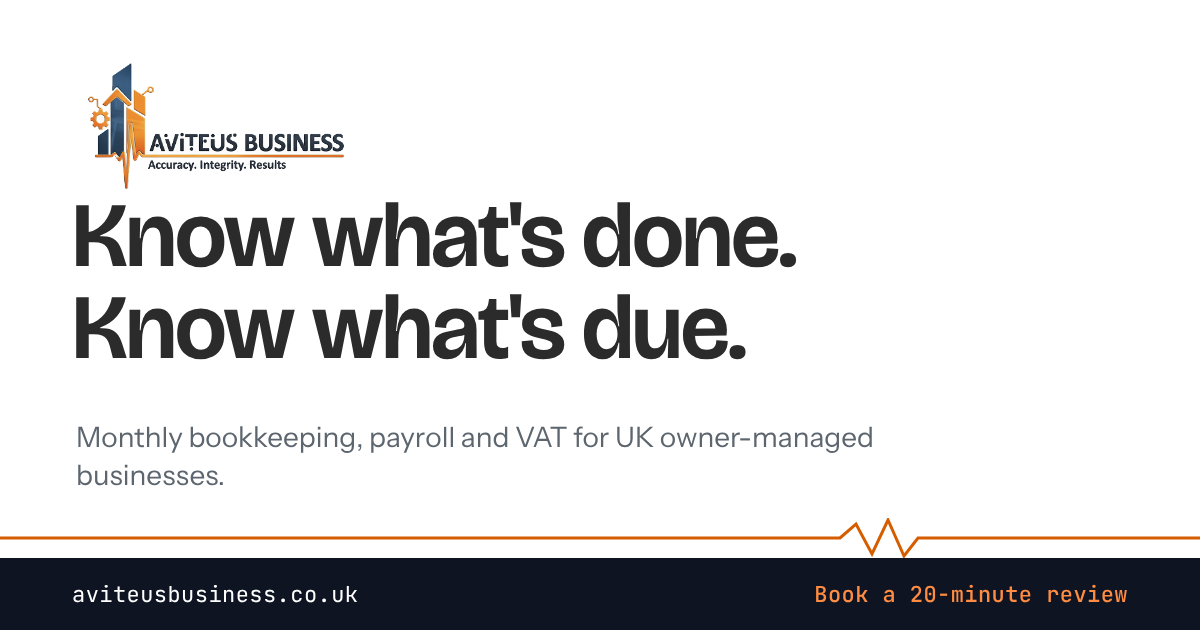 AViTEUS BUSINESS
Accuracy. Integrity. Results
Know what's done.
Know what's due.
Monthly bookkeeping, payroll and VAT for UK owner-managed
businesses.
aviteusbusiness.co.uk
Book a 20-minute review